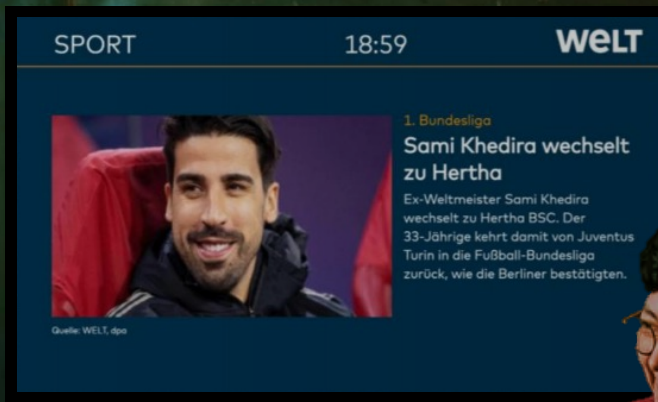 SPORT
18:59
WELT
1. Bundesliga
Sami Khedira wechselt
zu Hertha
Ex-Weltmeister Sami Khedira
wechselt zu Hertha BSC. Der
33-Jährige kehrt damit von Juventus
Turin in die Fußball-Bundesliga
zurück, wie die Berliner bestätigten.
Quelle: WELT, dpa